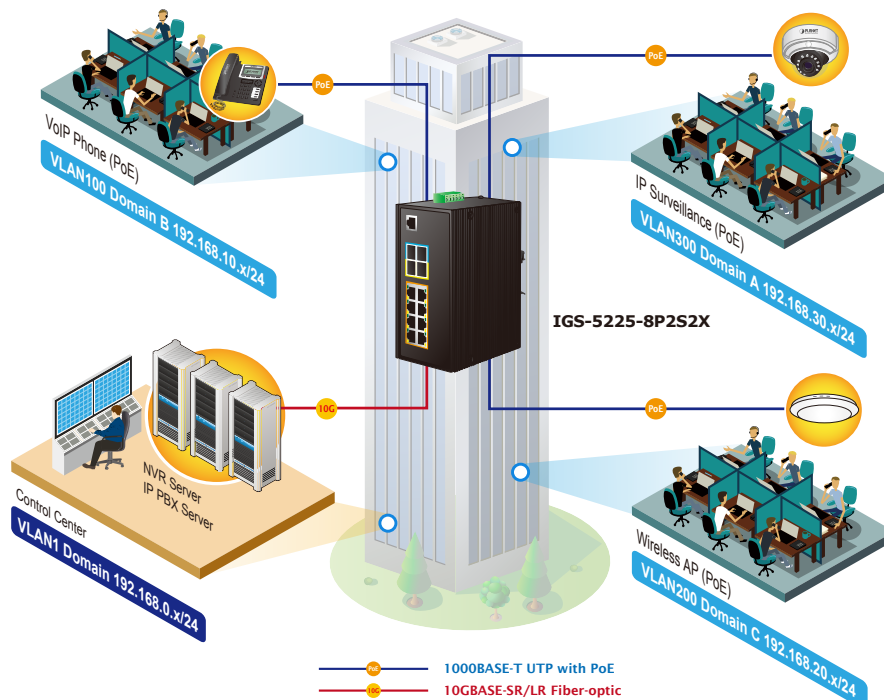 PoE
PoE
PLANET
VoIP Phone (PoE)
VLAN100 Domain B 192.168.10.x/24
IP Surveillance (PoE)
VLAN300 Domain A 192.168.30.x/24
IGS-5225-8P2S2X
10G
PoE
NVR Server
IP PBX Server
Control Center
VLAN1 Domain 192.168.0.x/24
Wireless AP (PoE)
VLAN200 Domain C 192.168.20.x/24
PoE 1000BASE-T UTP with PoE
10G 10GBASE-SR/LR Fiber-optic